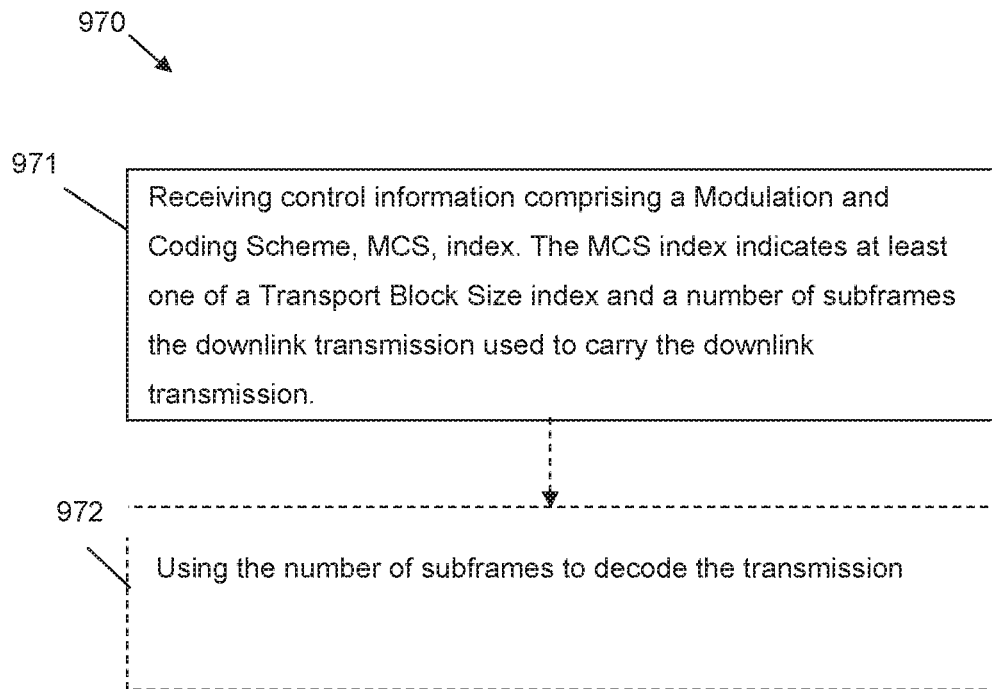 970
971
Receiving control information comprising a Modulation and
Coding Scheme, MCS, index. The MCS index indicates at least
one of a Transport Block Size index and a number of subframes
the downlink transmission used to carry the downlink
transmission.
972
Using the number of subframes to decode the transmission